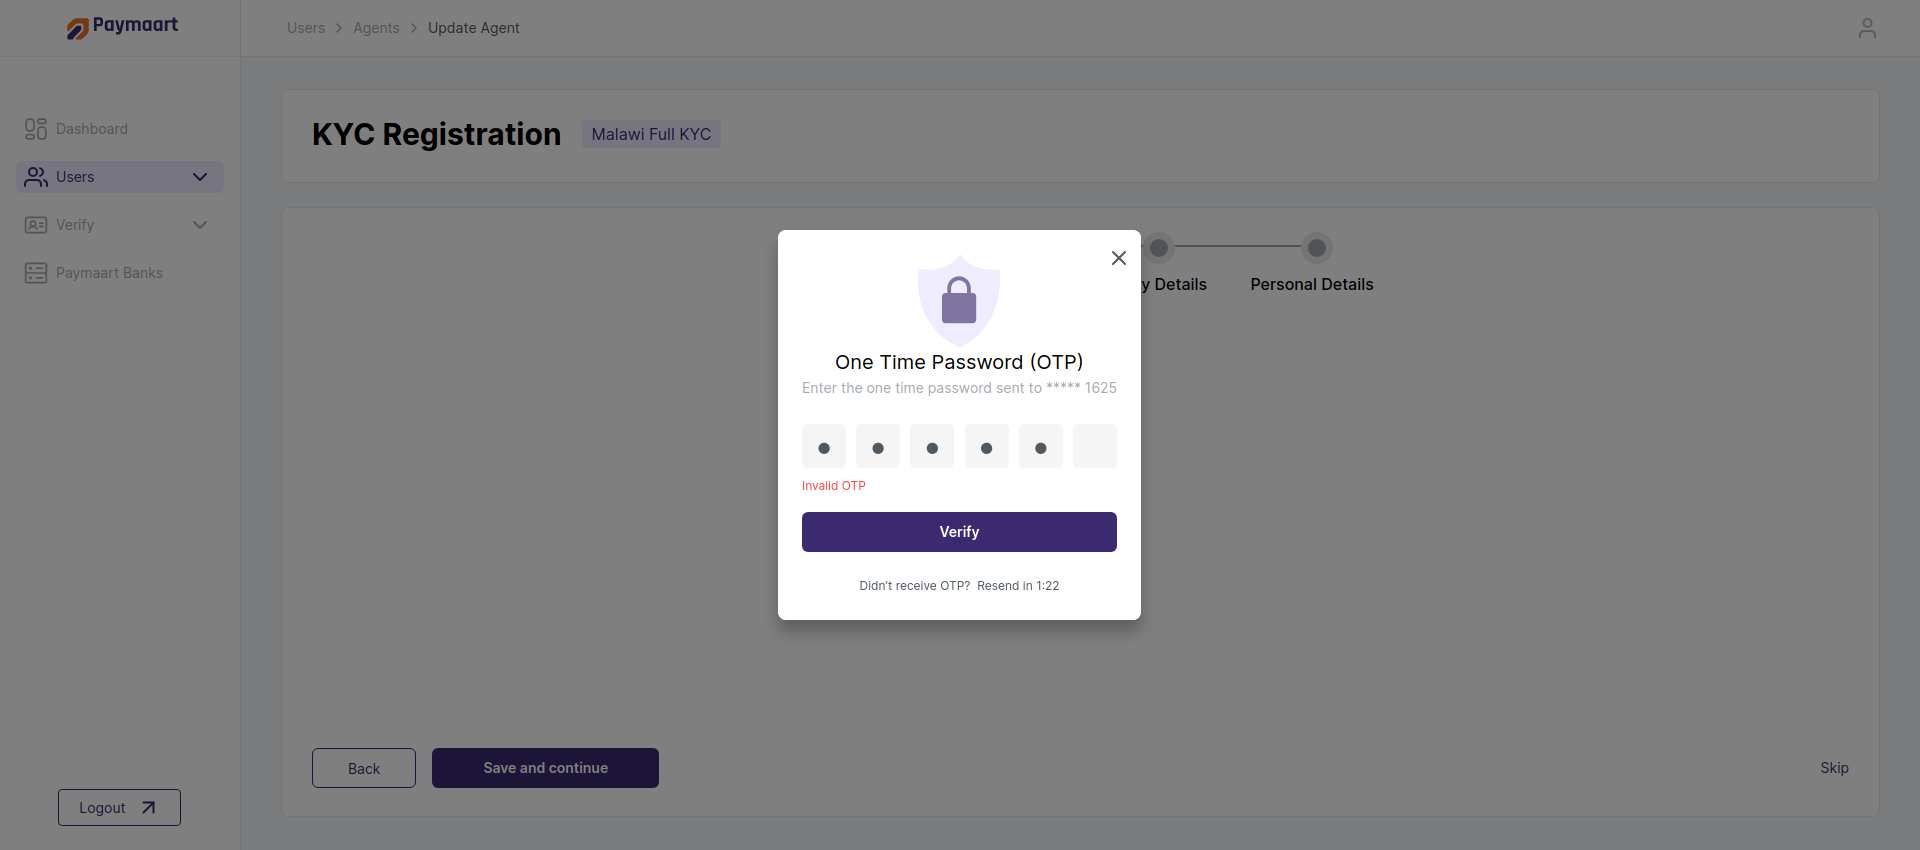 Paymaart
Users > Agents > Update Agent
Dashboard
Users
Verify
Paymaart Banks
Logout
KYC Registration
Malawi Full KYC
y Details
Personal Details
One Time Password (OTP)
Enter the one time password sent to ***** 1625
Invalid OTP
Verify
Didn't receive OTP? Resend in 1:22
Back
Save and continue
Skip